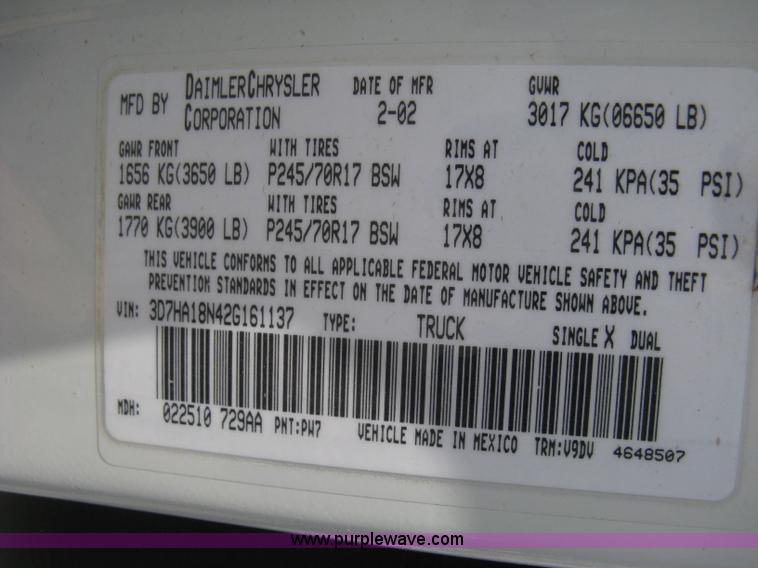 MFD BY DAIMLERCHRYSLER CORPORATION DATE OF MFR 2-02 GVWR 3017 KG(06650 LB)
GAWR FRONT WITH TIRES RIMS AT COLD
1656 KG(3650 LB) P245/70R17 BSW 17X8 241 KPA(35 PSI)
GAWR REAR WITH TIRES RIMS AT COLD
1770 KG(3900 LB) P245/70R17 BSW 17X8 241 KPA(35 PSI)
THIS VEHICLE CONFORMS TO ALL APPLICABLE FEDERAL MOTOR VEHICLE SAFETY AND THEFT
PREVENTION STANDARDS IN EFFECT ON THE DATE OF MANUFACTURE SHOWN ABOVE.
VIN: 3D7HA18N42G161137 TYPE: TRUCK SINGLE X DUAL
MDH: 022510 729AA PNT:PW7 VEHICLE MADE IN MEXICO TRM:V9DV 4648507
www.purplewave.com